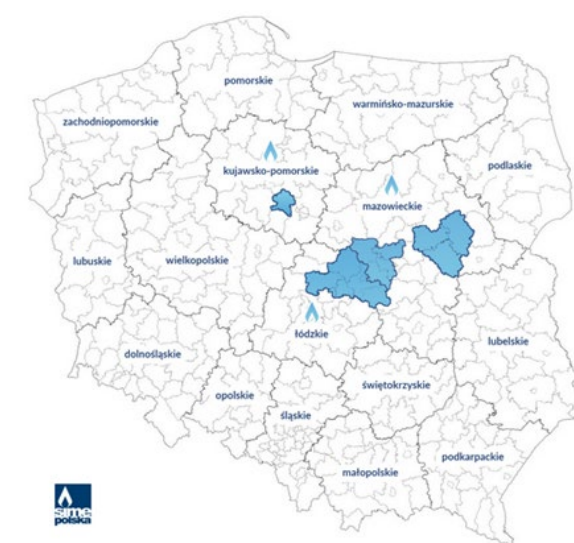 pomorskie
warmińsko-mazurskie
zachodniopomorskie
podlaskie
kujawsko-pomorskie
mazowieckie
lubuskie
wielkopolskie
łódzkie
lubelskie
dolnośląskie
świętokrzyskie
opolskie
śląskie
podkarpackie
małopolskie
sime
polska